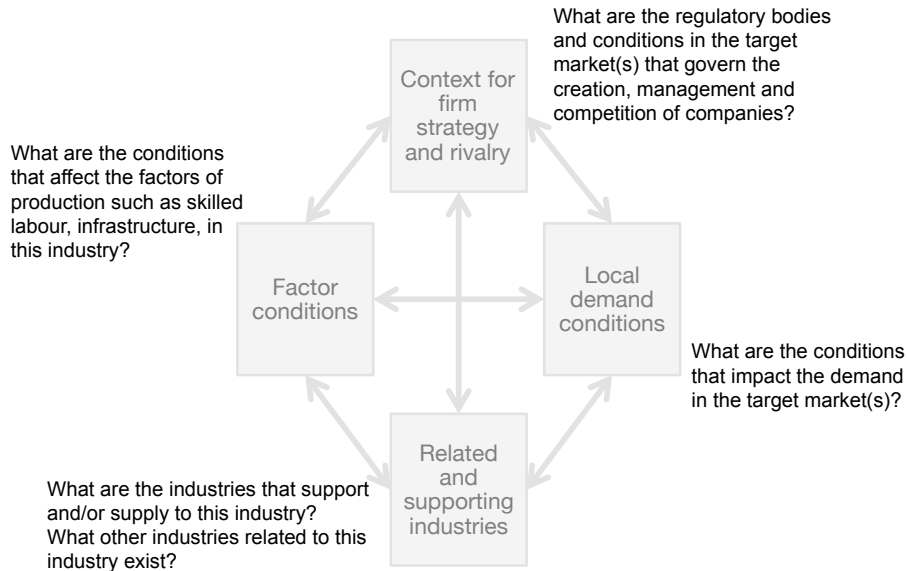 What are the regulatory bodies
and conditions in the target
market(s) that govern the
creation, management and
competition of companies?
Context for
firm
strategy
and rivalry
What are the conditions
that affect the factors of
production such as skilled
labour, infrastructure, in
this industry?
Factor
conditions
Local
demand
conditions
What are the conditions
that impact the demand
in the target market(s)?
Related
and
supporting
industries
What are the industries that support
and/or supply to this industry?
What other industries related to this
industry exist?